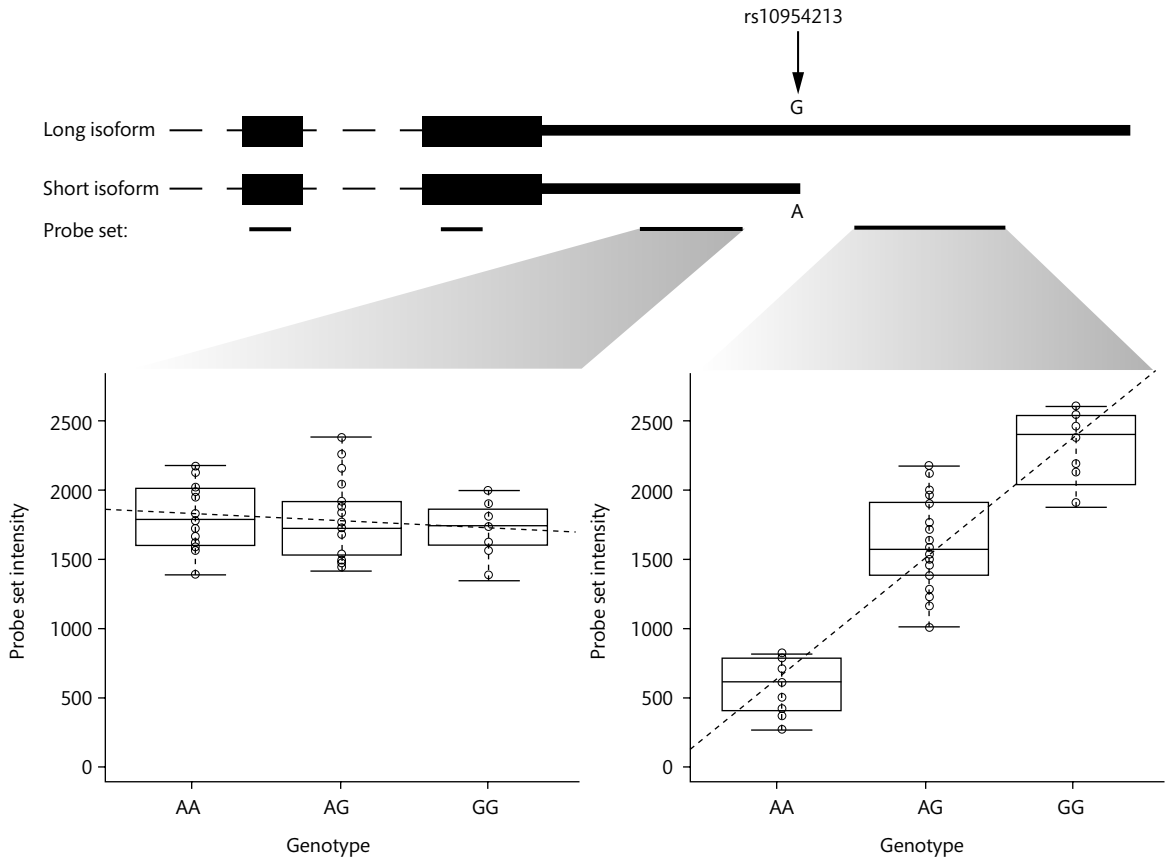 rs10954213
G
Long isoform
Short isoform
A
Probe set:
2500
2000
1500
1000
500
0
Probe set intensity
AA AG GG
Genotype
2500
2000
1500
1000
500
0
Probe set intensity
AA AG GG
Genotype